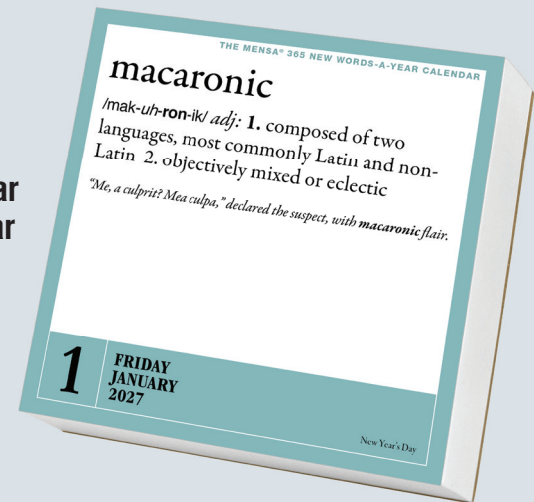 THE MENSA® 365 NEW WORDS-A-YEAR CALENDAR
macaronic
/mak-uh-ron-ik/ adj: 1. composed of two
languages, most commonly Latin and non-
Latin 2. objectively mixed or eclectic
"Me, a culprit? Mea culpa," declared the suspect, with macaronic flair.
ar
ar
1
FRIDAY
JANUARY
2027
New Year's Day